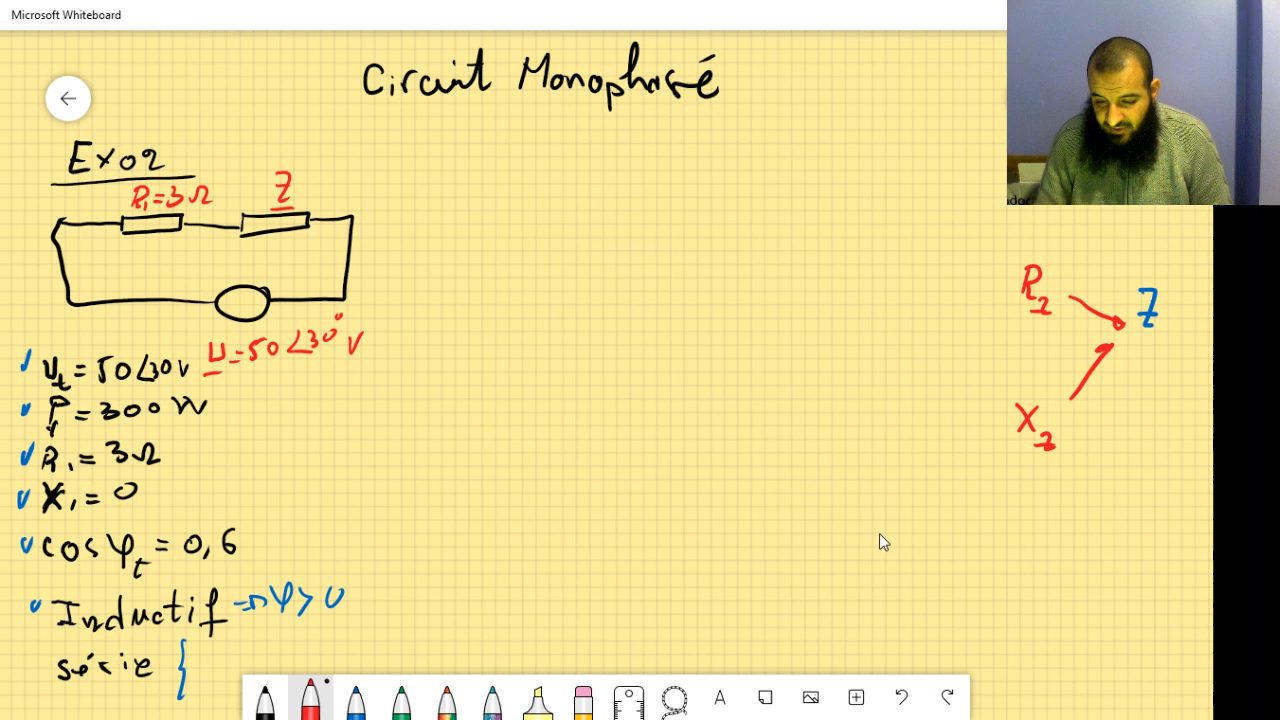 Microsoft Whiteboard
Circuit Monophasé
Exo2
R₁=3Ω
Z
U=50∠30° V
Uₜ=50∠30V
Pₜ=300W
R₁=3Ω
X₁=0
cosφₜ=0,6
Inductif ⇒φ>0
série {
R₂
Z
X₂
A